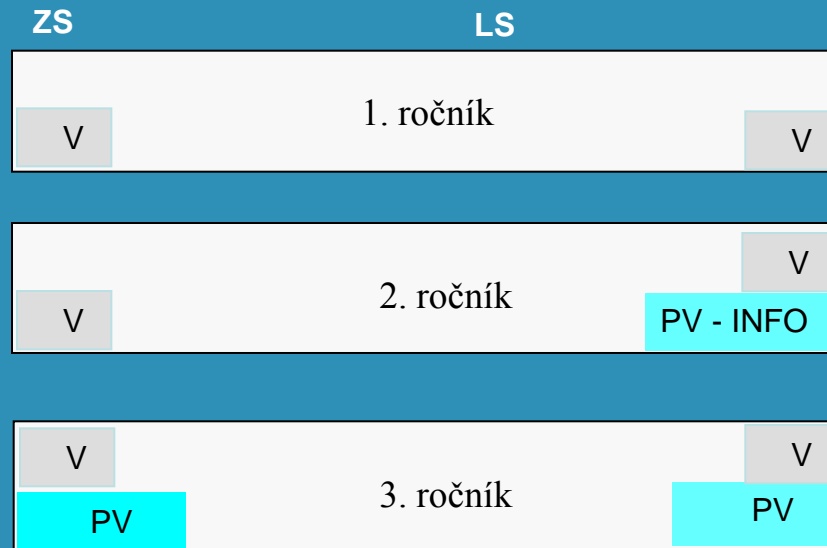 ZS LS
1. ročník
V V
V
2. ročník
V PV - INFO
V V
3. ročník
PV PV